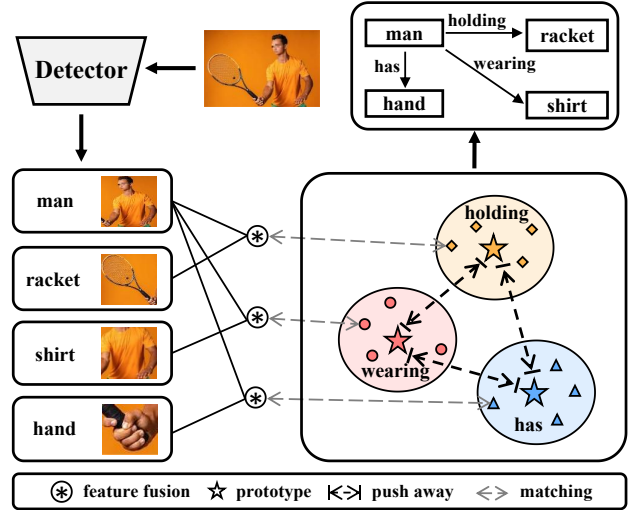 Detector
man
holding
racket
has
wearing
hand
shirt
man
racket
shirt
hand
holding
wearing
has
feature fusion
prototype
push away
matching